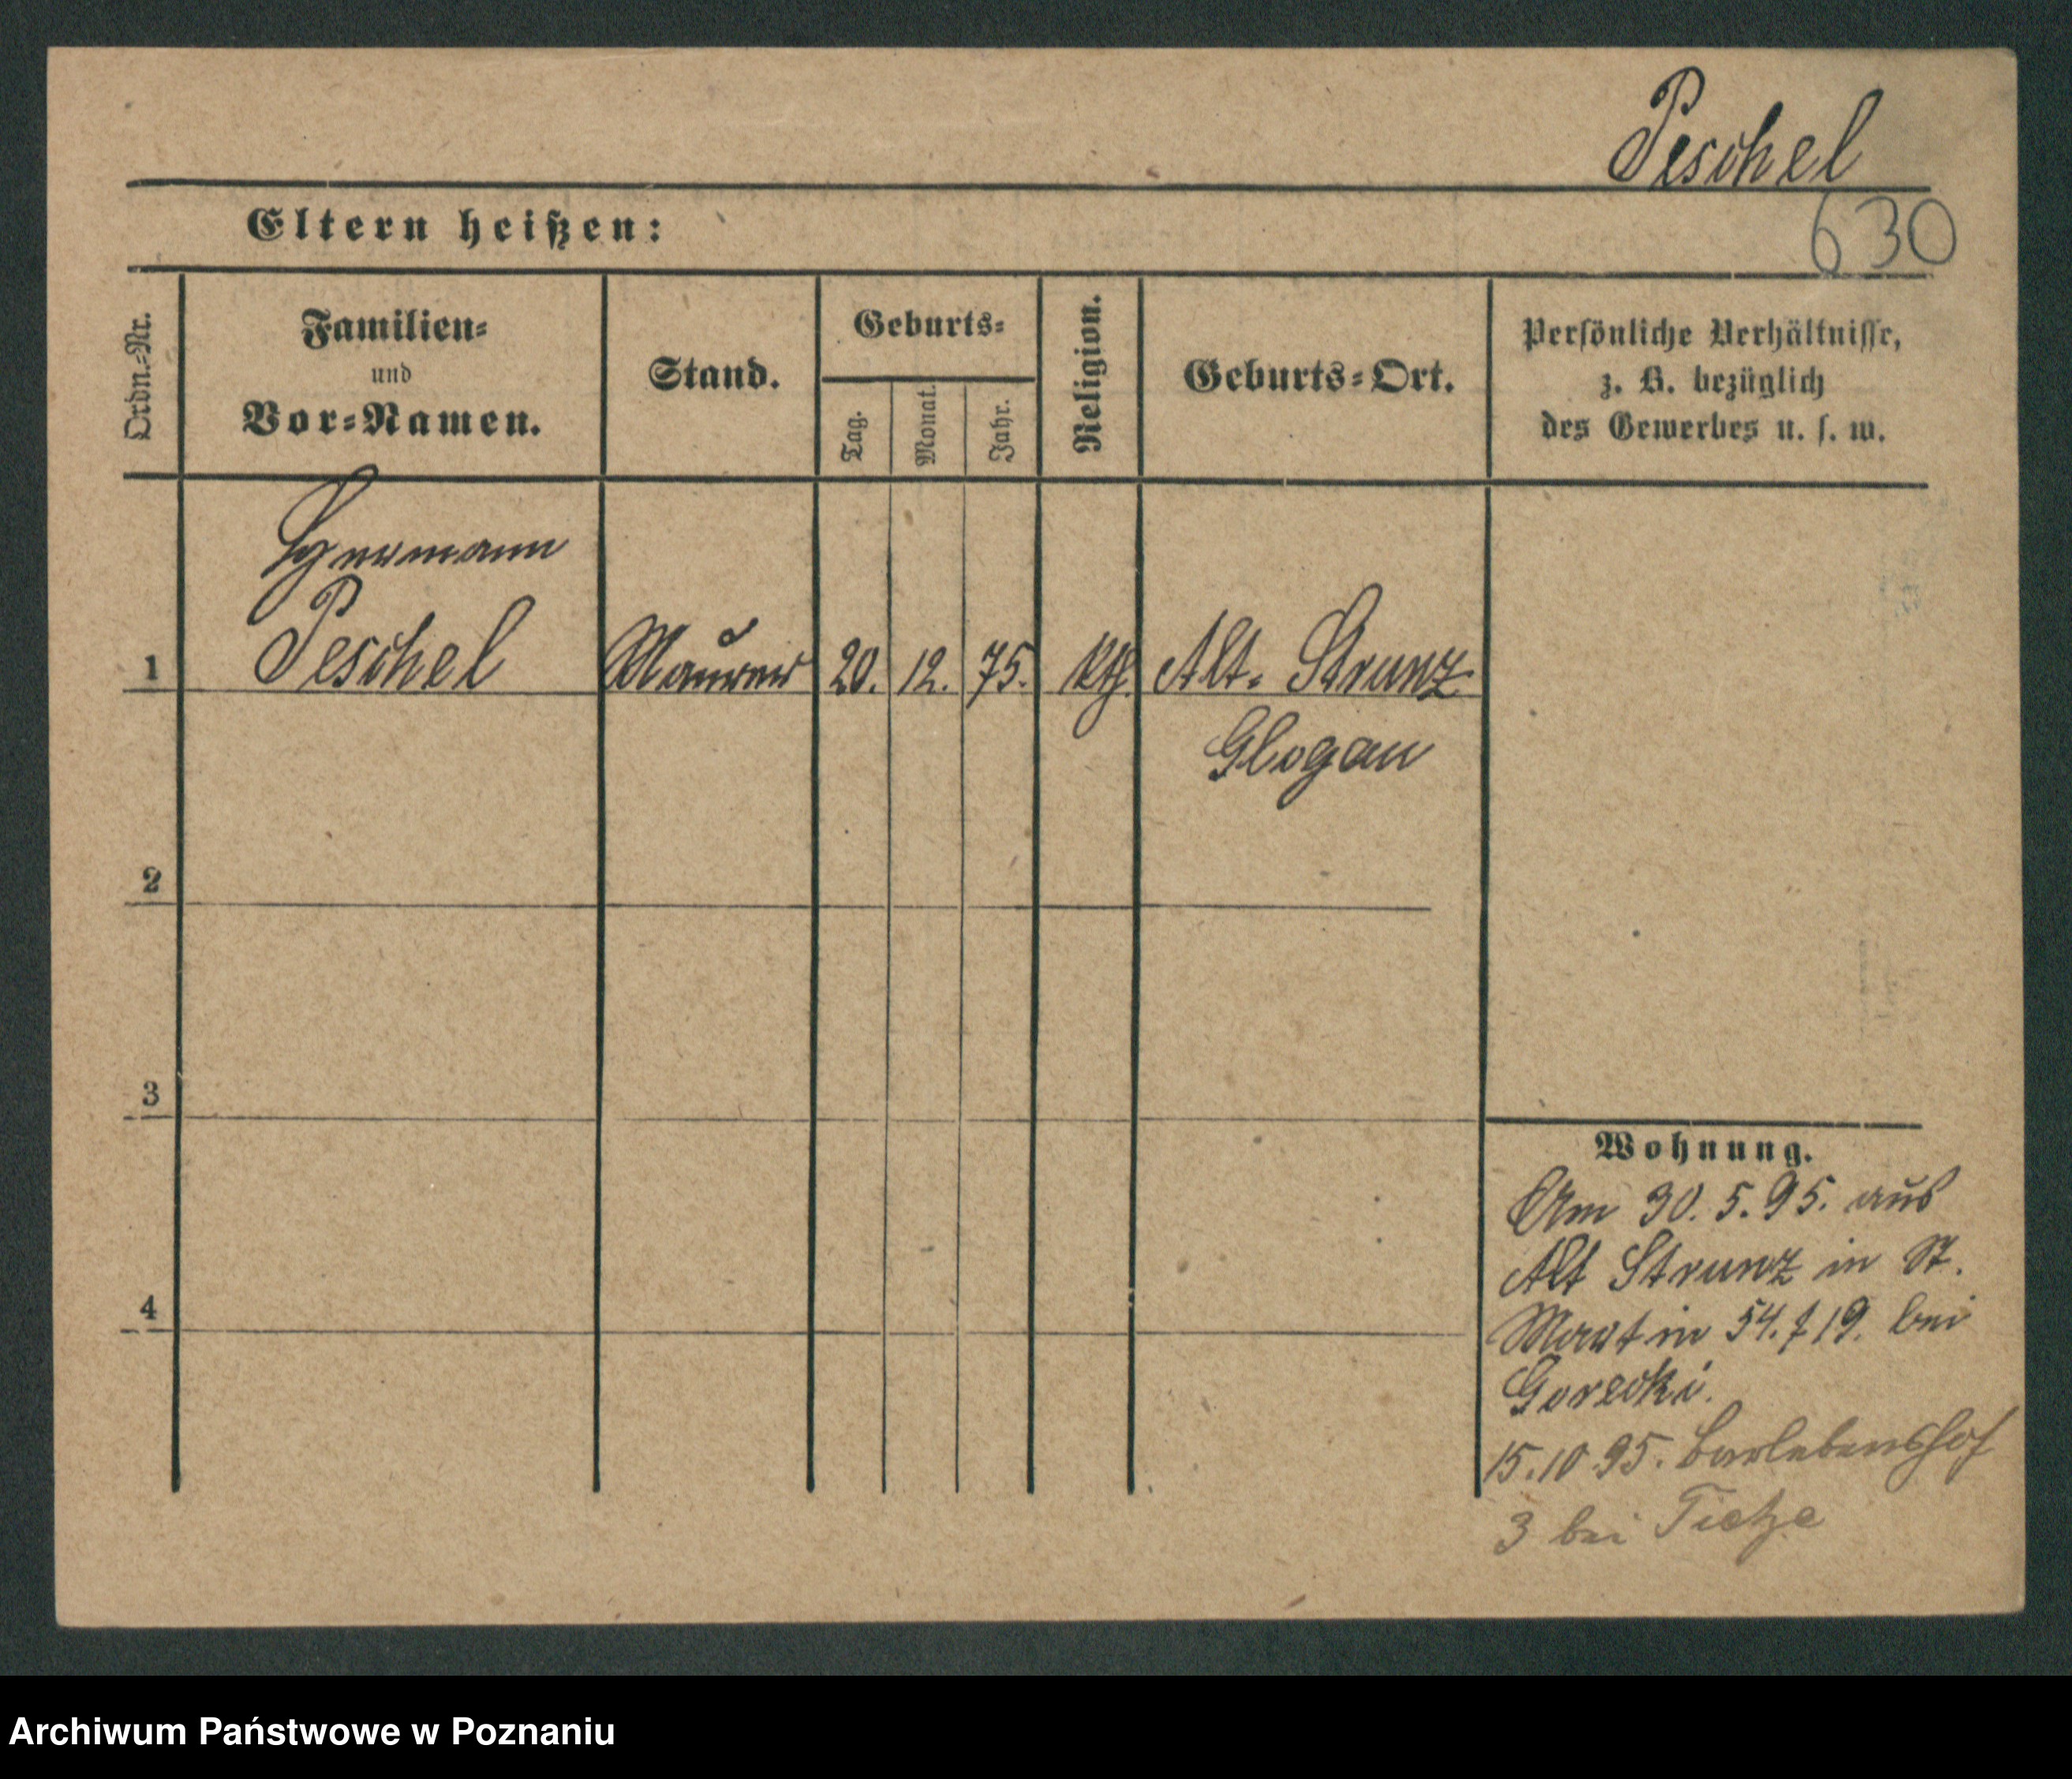 Peschel
630
Eltern heißen:
Ordn.-Nr.
Familien-
und
Vor-Namen.
Stand.
Geburts-
Tag.
Monat.
Jahr.
Religion.
Geburts-Ort.
Persönliche Verhältnisse,
z. B. bezüglich
des Gewerbes u. s. w.
Hermann
1 Peschel Maurer 20. 12. 75. kth. Alt-Strunz
Glogau
2
3
4
Wohnung.
Am 30. 5. 95. aus
Alt Strunz in St.
Martin 54. f 19. bei
Gorecki.
15.10 95. Barlebenshof
3 bei Tietze
Archiwum Państwowe w Poznaniu